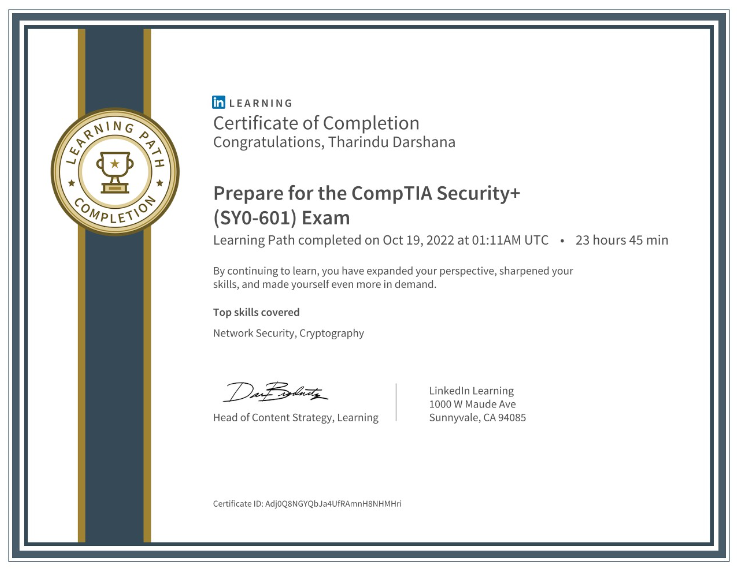 LEARNING PATH
COMPLETION
in LEARNING
Certificate of Completion
Congratulations, Tharindu Darshana
Prepare for the CompTIA Security+
(SY0-601) Exam
Learning Path completed on Oct 19, 2022 at 01:11AM UTC • 23 hours 45 min
By continuing to learn, you have expanded your perspective, sharpened your
skills, and made yourself even more in demand.
Top skills covered
Network Security, Cryptography
Head of Content Strategy, Learning
LinkedIn Learning
1000 W Maude Ave
Sunnyvale, CA 94085
Certificate ID: Adj0Q8NGYQbJa4UfRAmnH8NHMHri